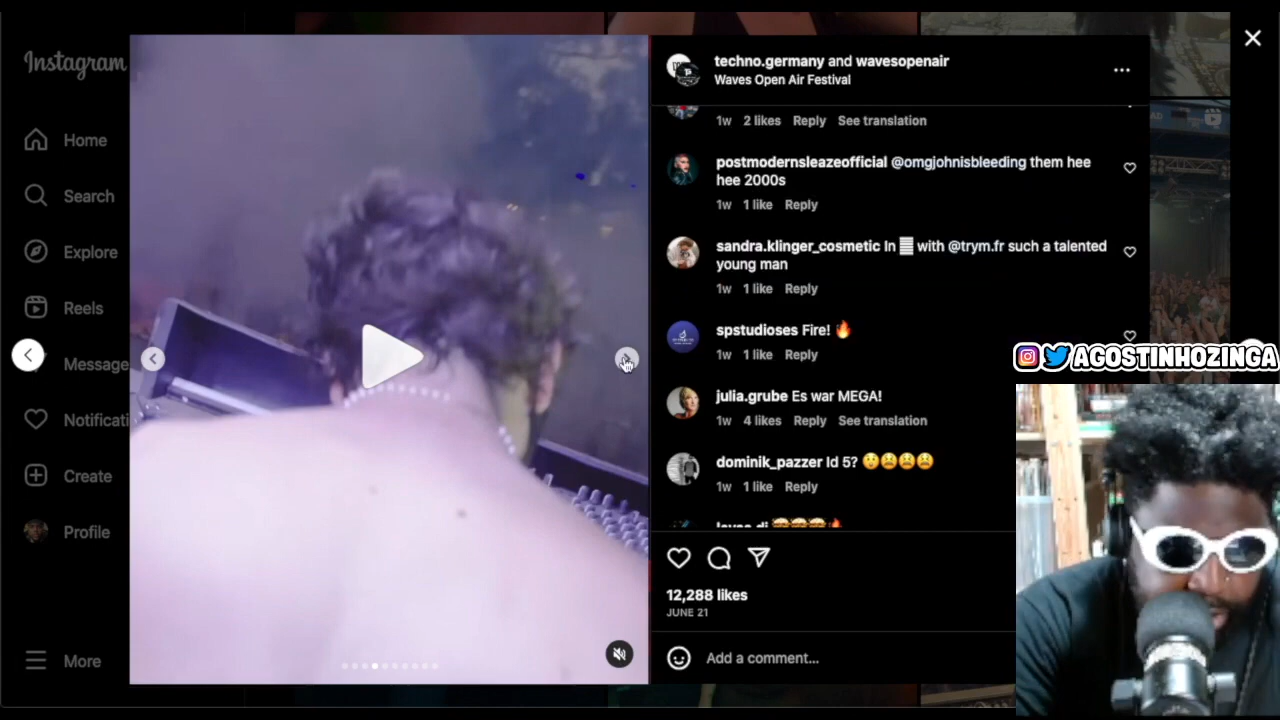 Instagram
Home
Search
Explore
Reels
Message
Notificati
Create
Profile
More
techno.germany and wavesopenair
Waves Open Air Festival
1w 2 likes Reply See translation
postmodernsleazeofficial @omgjohnisbleeding them hee
hee 2000s
1w 1 like Reply
sandra.klinger_cosmetic In with @trym.fr such a talented
young man
1w 1 like Reply
spstudioses Fire! 🔥
1w 1 like Reply
julia.grube Es war MEGA!
1w 4 likes Reply See translation
dominik_pazzer Id 5? 😲😫😫😫
1w 1 like Reply
12,288 likes
JUNE 21
Add a comment...
AGOSTINHOZINGA